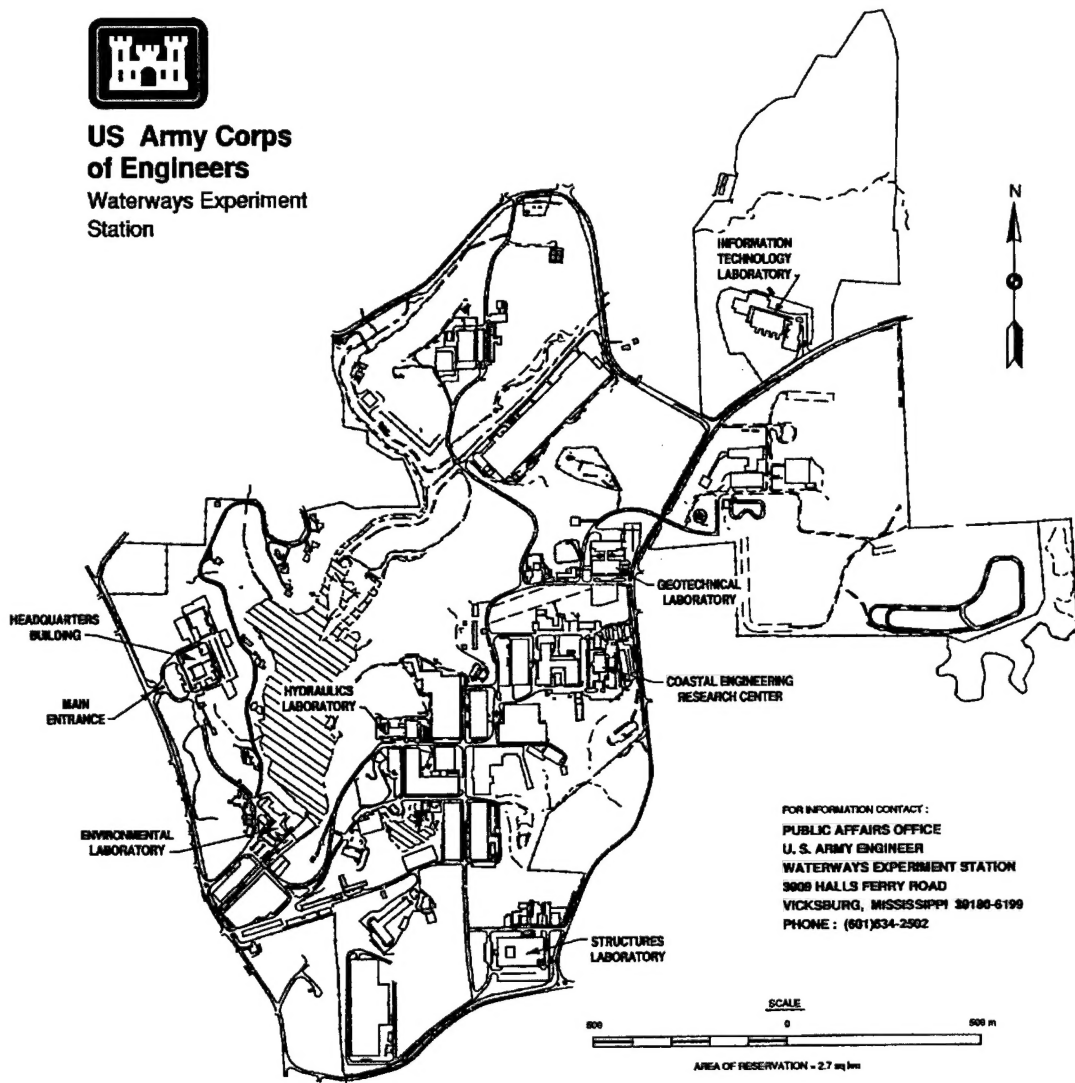 US Army Corps
of Engineers
Waterways Experiment
Station
N
INFORMATION
TECHNOLOGY
LABORATORY
GEOTECHNICAL
LABORATORY
HEADQUARTERS
BUILDING
MAIN
ENTRANCE
HYDRAULICS
LABORATORY
COASTAL ENGINEERING
RESEARCH CENTER
ENVIRONMENTAL
LABORATORY
STRUCTURES
LABORATORY
FOR INFORMATION CONTACT :
PUBLIC AFFAIRS OFFICE
U. S. ARMY ENGINEER
WATERWAYS EXPERIMENT STATION
3909 HALLS FERRY ROAD
VICKSBURG, MISSISSIPPI 39180-6199
PHONE : (601)634-2502
SCALE
500 0 500 m
AREA OF RESERVATION = 2.7 sq km